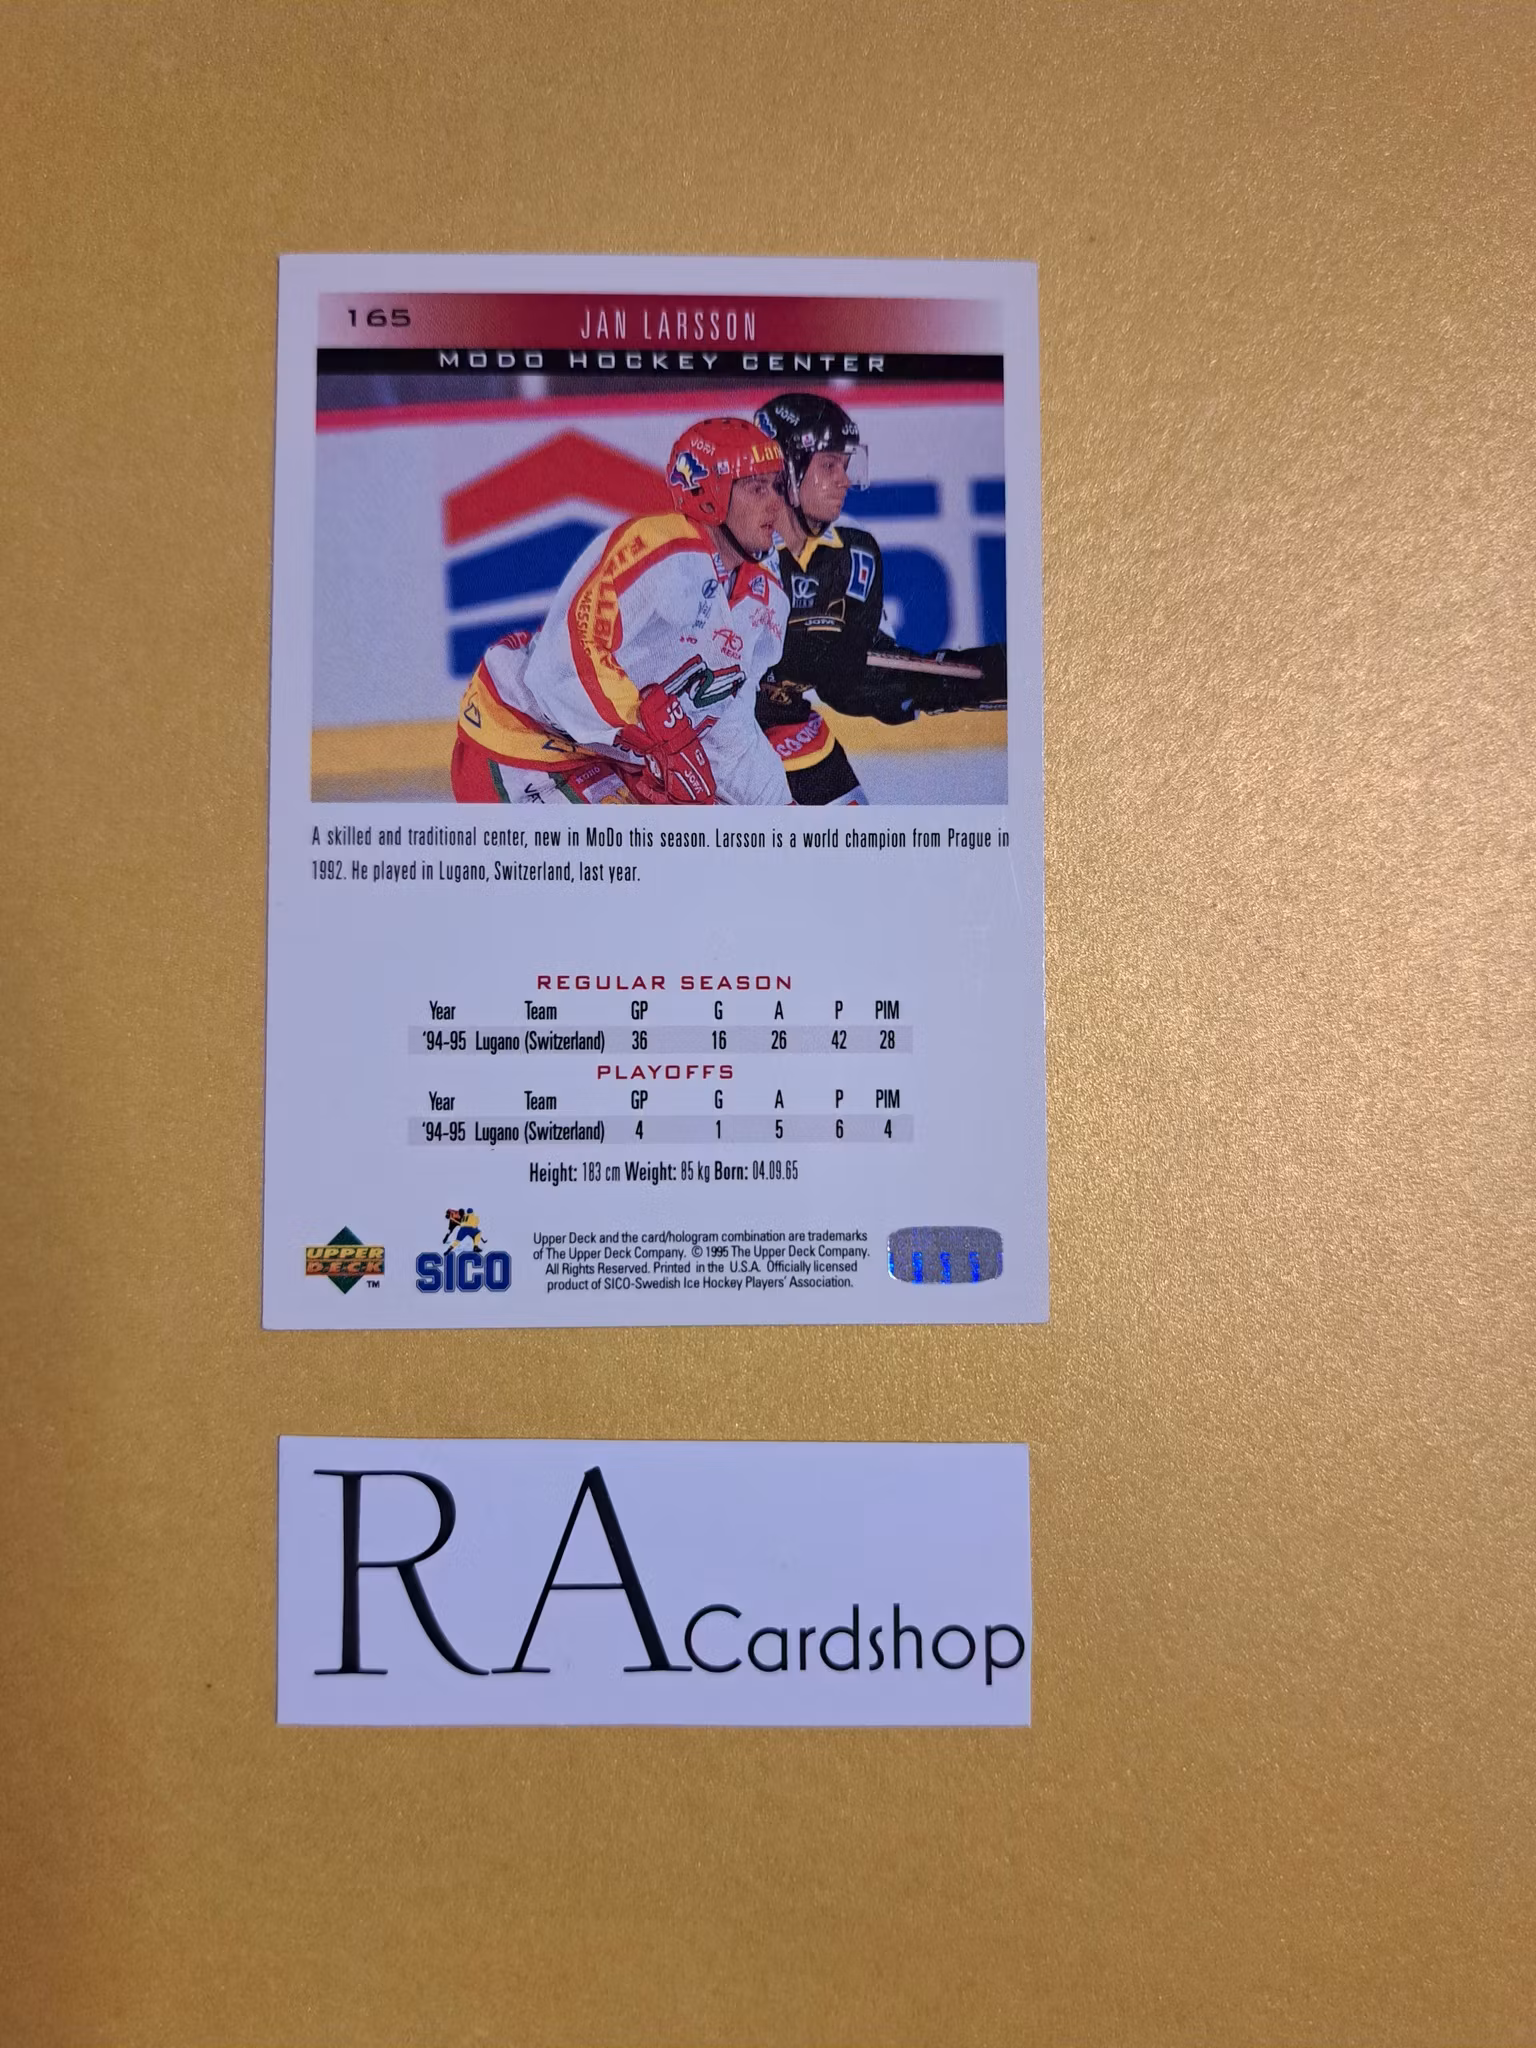 165
JAN LARSSON
MODO HOCKEY CENTER
JOFA
JOFA
A skilled and traditional center, new in MoDo this season. Larsson is a world champion from Prague in
1992. He played in Lugano, Switzerland, last year.
REGULAR SEASON
Year Team GP G A P PIM
'94-95 Lugano (Switzerland) 36 16 26 42 28
PLAYOFFS
Year Team GP G A P PIM
'94-95 Lugano (Switzerland) 4 1 5 6 4
Height: 183 cm Weight: 85 kg Born: 04.09.65
UPPER
DECK
TM
SICO
Upper Deck and the card/hologram combination are trademarks
of The Upper Deck Company. © 1995 The Upper Deck Company.
All Rights Reserved. Printed in the U.S.A. Officially licensed
product of SICO-Swedish Ice Hockey Players' Association.
RA Cardshop